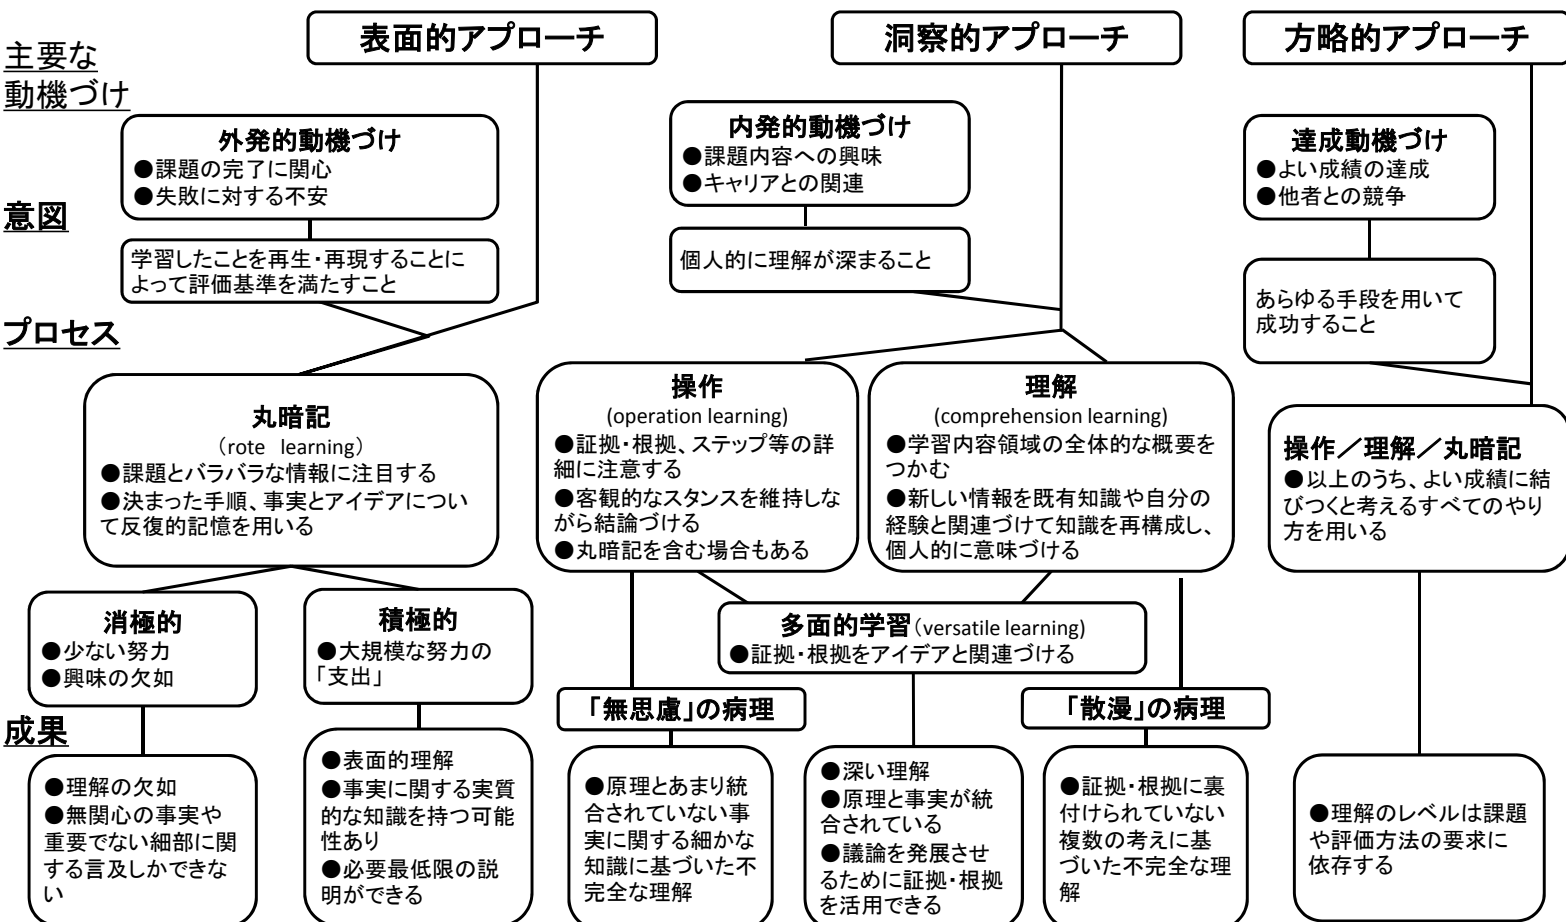 表面的アプローチ
洞察的アプローチ
方略的アプローチ
主要な
動機づけ
外発的動機づけ
●課題の完了に関心
●失敗に対する不安
内発的動機づけ
●課題内容への興味
●キャリアとの関連
達成動機づけ
●よい成績の達成
●他者との競争
意図
学習したことを再生・再現することに
よって評価基準を満たすこと
個人的に理解が深まること
あらゆる手段を用いて
成功すること
プロセス
丸暗記
(rote learning)
●課題とバラバラな情報に注目する
●決まった手順、事実とアイデアについ
て反復的記憶を用いる
操作
(operation learning)
●証拠・根拠、ステップ等の詳
細に注意する
●客観的なスタンスを維持しな
がら結論づける
●丸暗記を含む場合もある
理解
(comprehension learning)
●学習内容領域の全体的な概要を
つかむ
●新しい情報を既有知識や自分の
経験と関連づけて知識を再構成し、
個人的に意味づける
操作／理解／丸暗記
●以上のうち、よい成績に結
びつくと考えるすべてのやり
方を用いる
消極的
●少ない努力
●興味の欠如
積極的
●大規模な努力の
「支出」
多面的学習(versatile learning)
●証拠・根拠をアイデアと関連づける
「無思慮」の病理
「散漫」の病理
成果
●理解の欠如
●無関心の事実や
重要でない細部に関
する言及しかできな
い
●表面的理解
●事実に関する実質
的な知識を持つ可能
性あり
●必要最低限の説
明ができる
●原理とあまり統
合されていない事
実に関する細かな
知識に基づいた不
完全な理解
●深い理解
●原理と事実が統
合されている
●議論を発展させ
るために証拠・根拠
を活用できる
●証拠・根拠に裏
付けられていない
複数の考えに基
づいた不完全な理
解
●理解のレベルは課題
や評価方法の要求に
依存する